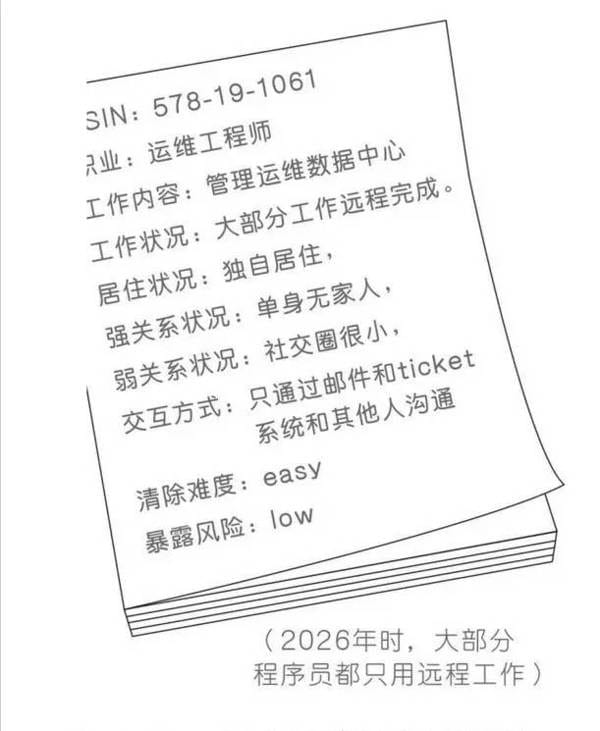 SIN：578-19-1061
职业：运维工程师
工作内容：管理运维数据中心
工作状况：大部分工作远程完成。
居住状况：独自居住，
强关系状况：单身无家人，
弱关系状况：社交圈很小，
交互方式：只通过邮件和ticket
系统和其他人沟通
清除难度：easy
暴露风险：low
（2026年时，大部分
程序员都只用远程工作）